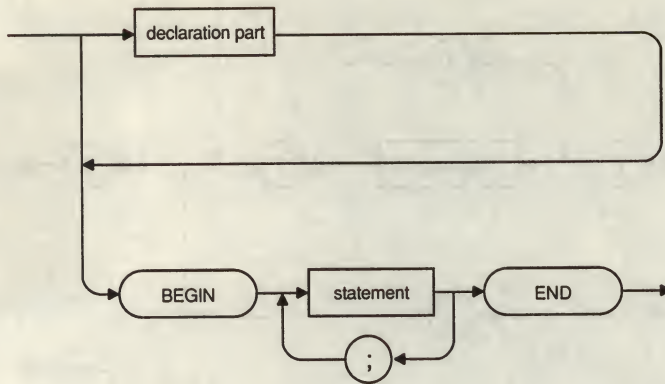 declaration part
BEGIN
statement
END
;